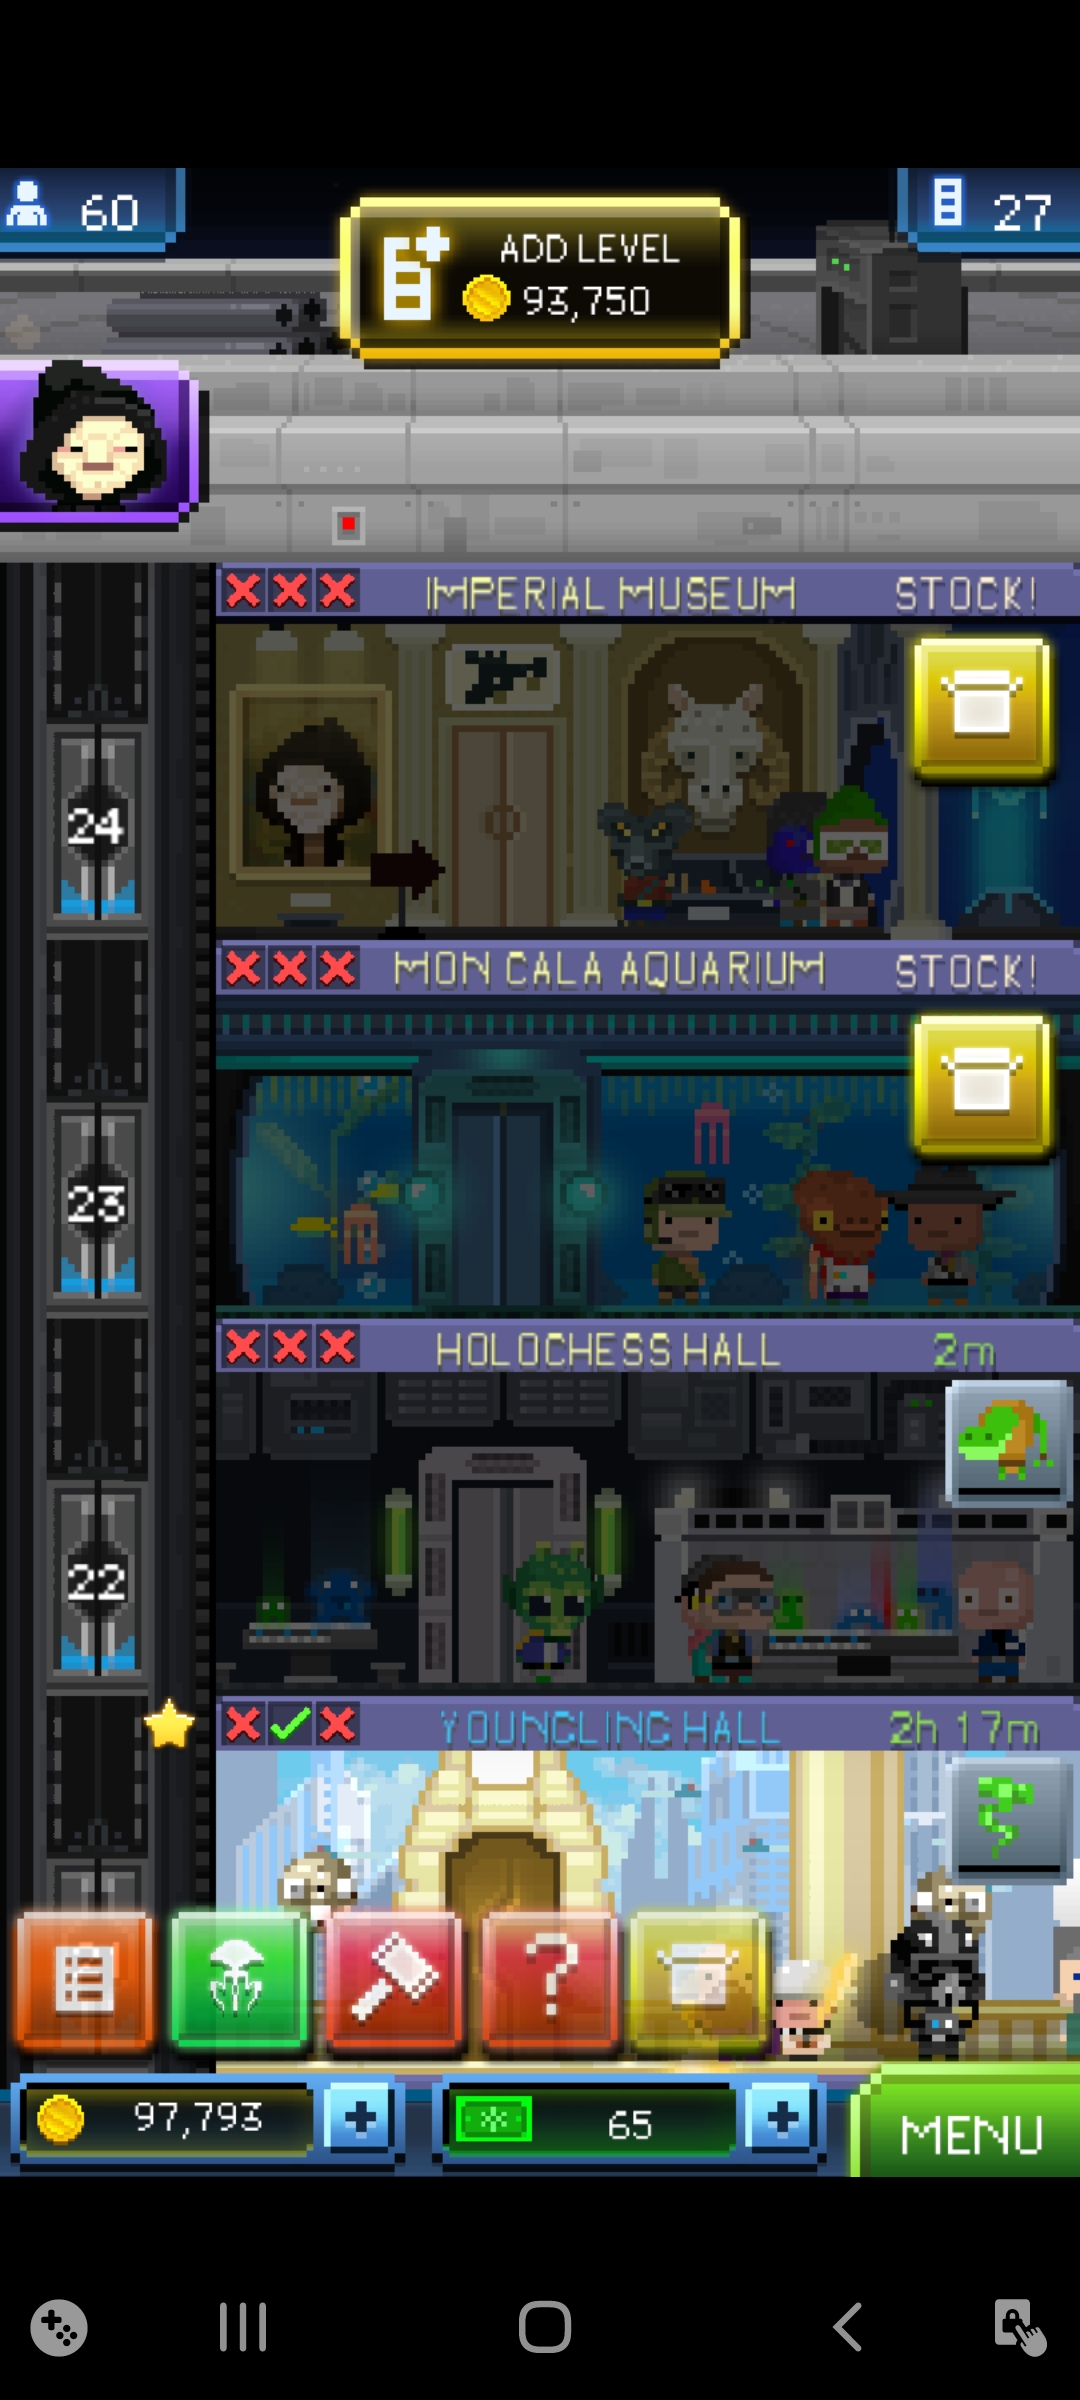 60
ADD LEVEL
93,750
27
IMPERIAL MUSEUM STOCK!
24
MON CALA AQUARIUM STOCK!
23
HOLOCHESS HALL 2m
22
YOUNGLING HALL 2h 17m
?
97,793
65
MENU